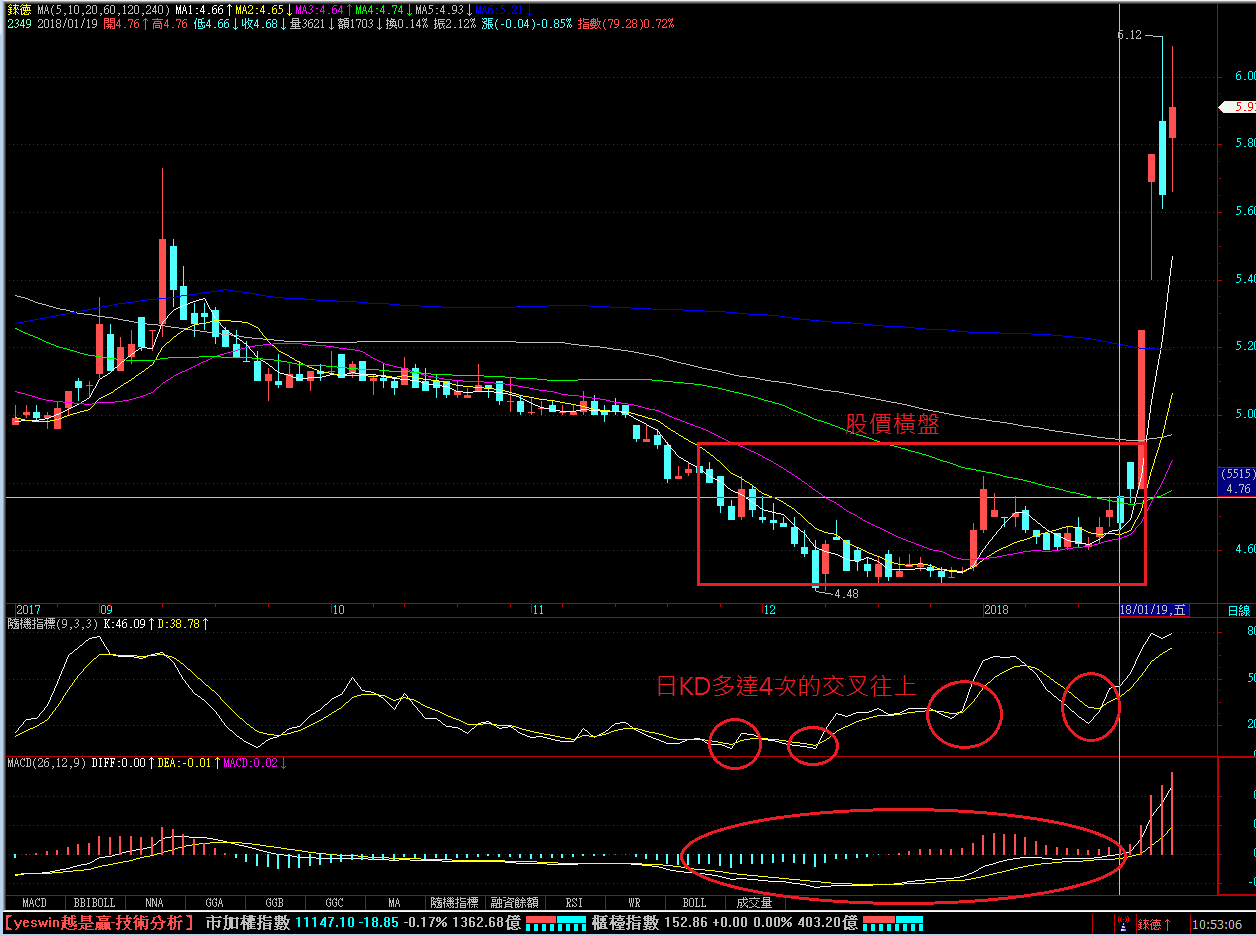 錸德 MA(5,10,20,60,120,240) MA1:4.66↑MA2:4.65↓MA3:4.64↑MA4:4.74↓MA5:4.93↓MA6:5.21↓
2349 2018/01/19 開4.76↑高4.76 低4.66↓收4.68↓量3621↓額1703↓換0.14% 振2.12% 漲(-0.04)-0.85% 指數(79.28)0.72%
6.12
6.00
5.80
5.60
5.40
5.20
5.00
股價橫盤
(5515)
4.76
4.60
4.48
2017 09 10 11 12 2018 18/01/19,五 日線
隨機指標(9,3,3) K:46.09↑D:38.78↑
80
50
20
日KD多達4次的交叉往上
MACD(26,12,9) DIFF:0.00↑DEA:-0.01↑MACD:0.02↓
MACD BBIBOLL NNA GGA GGB GGC MA 隨機指標 融資餘額 RSI WR BOLL 成交量
【yeswin越是贏-技術分析】 市加權指數 11147.10 -18.85 -0.17% 1362.68億 櫃檯指數 152.86 +0.00 0.00% 403.20億 錸德↑ 10:53:06